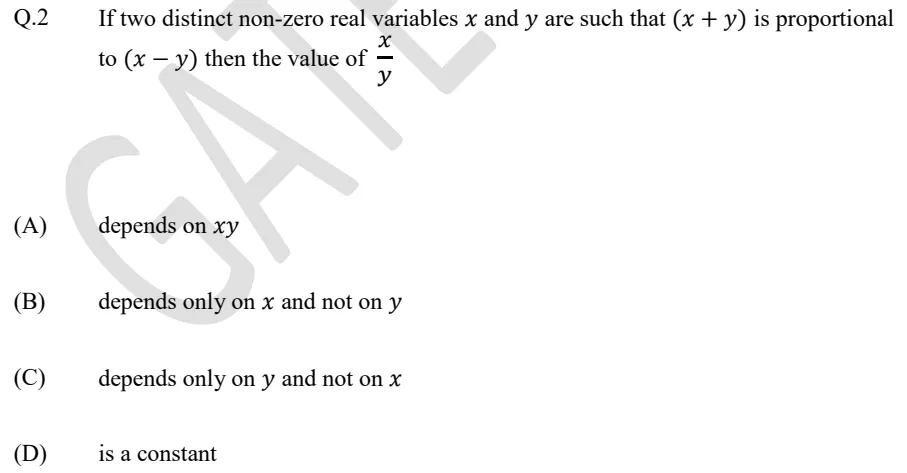 Q.2 If two distinct non-zero real variables x and y are such that (x + y) is proportional
to (x − y) then the value of x/y
(A) depends on xy
(B) depends only on x and not on y
(C) depends only on y and not on x
(D) is a constant